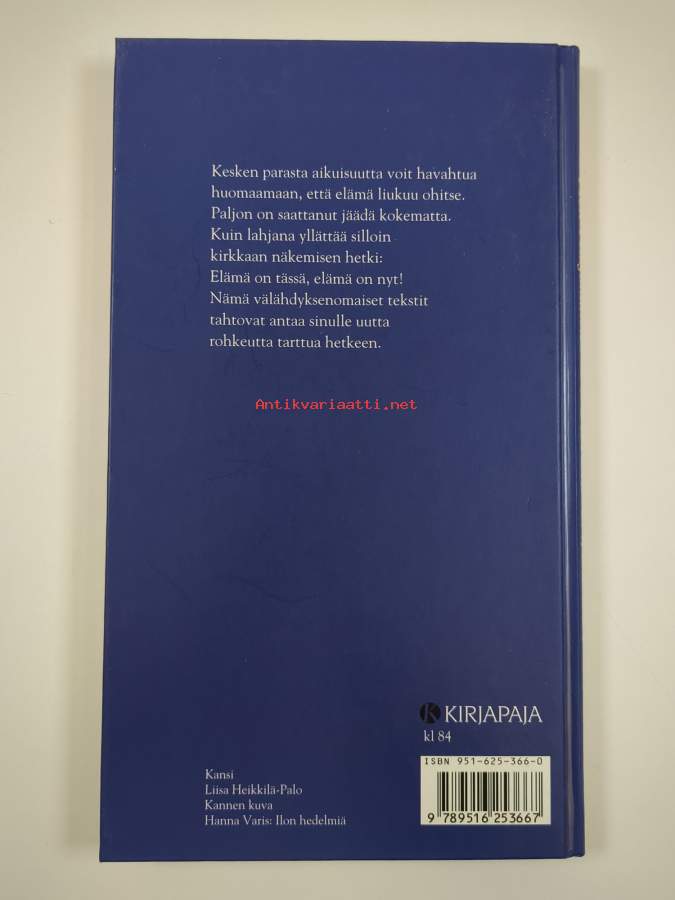 Kesken parasta aikuisuutta voit havahtua
huomaamaan, että elämä liukuu ohitse.
Paljon on saattanut jäädä kokematta.
Kuin lahjana yllättää silloin
kirkkaan näkemisen hetki:
Elämä on tässä, elämä on nyt!
Nämä välähdyksenomaiset tekstit
tahtovat antaa sinulle uutta
rohkeutta tarttua hetkeen.
Antikvariaatti.net
K KIRJAPAJA
kl 84
ISBN 951-625-366-0
9 789516 253667
Kansi
Liisa Heikkilä-Palo
Kannen kuva
Hanna Varis: Ilon hedelmiä